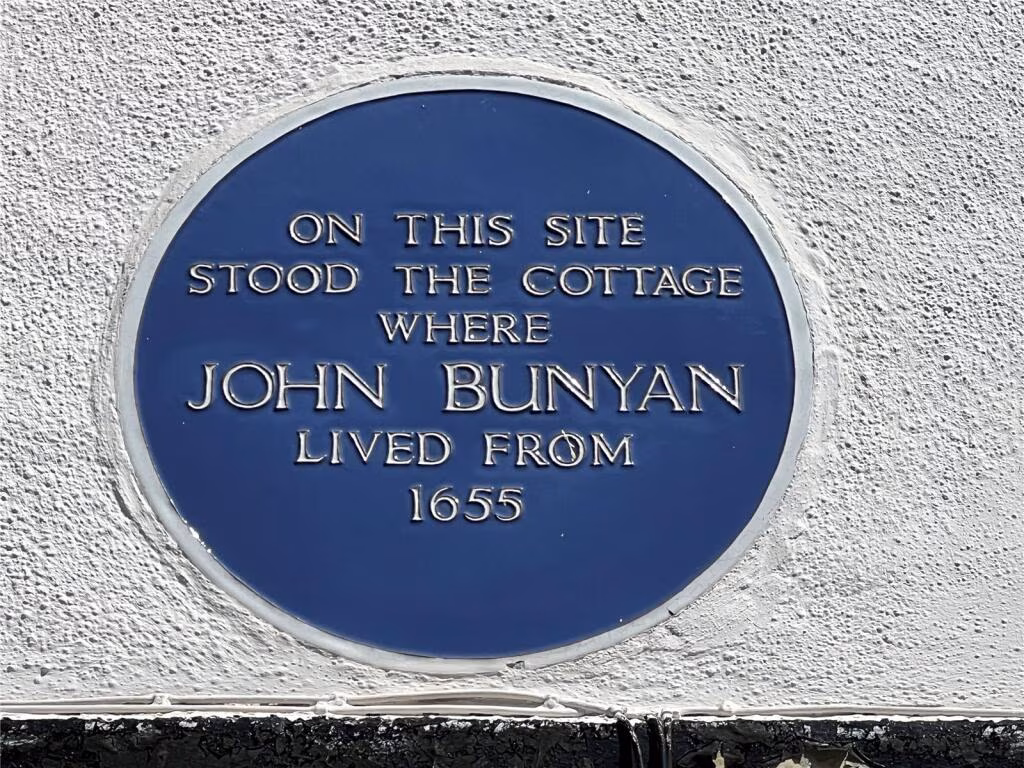 ON THIS SITE
STOOD THE COTTAGE
WHERE
JOHN BUNYAN
LIVED FROM
1655